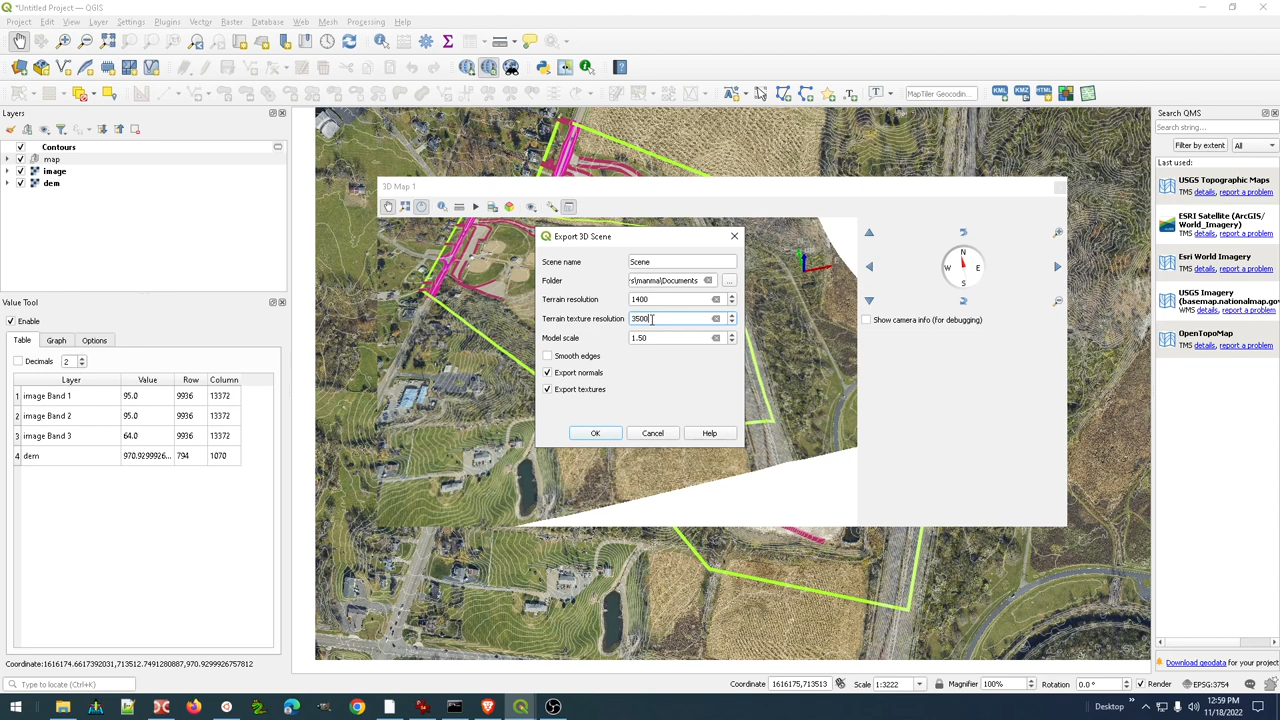 *Untitled Project — QGIS
Project Edit View Layer Settings Plugins Vector Raster Database Web Mesh Processing Help
MapTiler Geocodin... KML KMZ HTML
Layers
Contours
map
image
dem
Value Tool
Enable
Table Graph Options
Decimals 2
Layer Value Row Column
1 image Band 1 95.0 9936 13372
2 image Band 2 95.0 9936 13372
3 image Band 3 64.0 9936 13372
4 dem 970.9299926... 794 1070
Coordinate:1616174.6617392031,713512.7491280887,970.9299926757812
3D Map 1
Export 3D Scene
Scene name Scene
Folder rs\manma\Documents ...
Terrain resolution 1400
Terrain texture resolution 3500
Model scale 1.50
Smooth edges
Export normals
Export textures
OK Cancel Help
N
W E
S
Show camera info (for debugging)
Search QMS
Search string...
Filter by extent All
Last used:
USGS Topographic Maps
TMS details, report a problem
ESRI Satellite (ArcGIS/
World_Imagery)
TMS details, report a problem
Esri World Imagery
TMS details, report a problem
USGS Imagery
(basemap.nationalmap.gov
WMS details, report a problem
OpenTopoMap
TMS details, report a problem
Download geodata for your project
Type to locate (Ctrl+K)
Coordinate 1616175,713513 Scale 1:3222 Magnifier 100% Rotation 0.0 ° Render EPSG:3754
Desktop
12:59 PM
11/18/2022